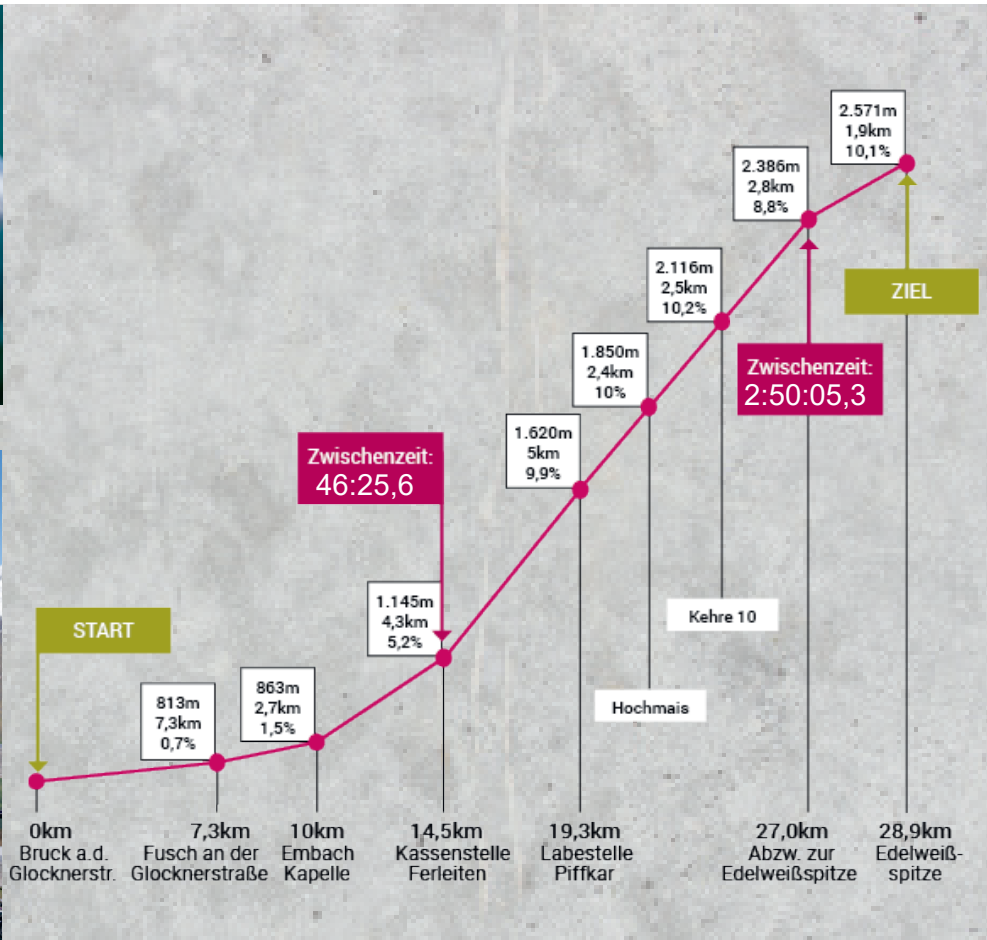 2.571m
1,9km
10,1%
2.386m
2,8km
8,8%
2.116m
2,5km
10,2%
ZIEL
1.850m
2,4km
10%
Zwischenzeit:
2:50:05,3
1.620m
5km
9,9%
Zwischenzeit:
46:25,6
1.145m
4,3km
5,2%
START
Kehre 10
863m
2,7km
1,5%
813m
7,3km
0,7%
Hochmais
0km
Bruck a.d.
Glocknerstr.
7,3km
Fusch an der
Glocknerstraße
10km
Embach
Kapelle
14,5km
Kassenstelle
Ferleiten
19,3km
Labestelle
Piffkar
27,0km
Abzw. zur
Edelweißspitze
28,9km
Edelweiß-
spitze